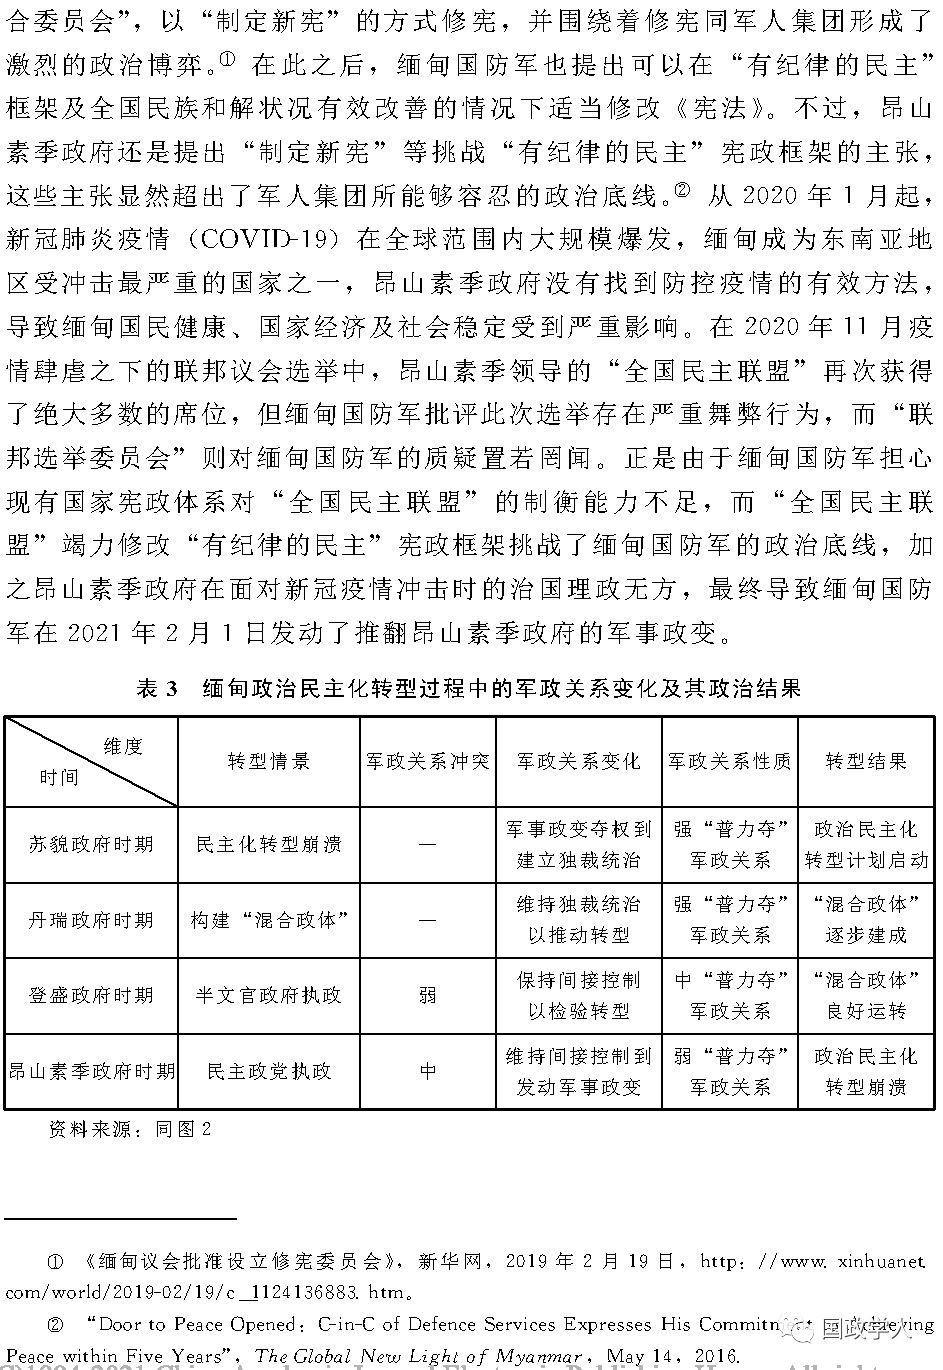 合委员会”，以“制定新宪”的方式修宪，并围绕着修宪同军人集团形成了
激烈的政治博弈。① 在此之后，缅甸国防军也提出可以在“有纪律的民主”
框架及全国民族和解状况有效改善的情况下适当修改《宪法》。不过，昂山
素季政府还是提出“制定新宪”等挑战“有纪律的民主”宪政框架的主张，
这些主张显然超出了军人集团所能够容忍的政治底线。② 从 2020 年 1 月起，
新冠肺炎疫情（COVID-19）在全球范围内大规模爆发，缅甸成为东南亚地
区受冲击最严重的国家之一，昂山素季政府没有找到防控疫情的有效方法，
导致缅甸国民健康、国家经济及社会稳定受到严重影响。在 2020 年 11 月疫
情肆虐之下的联邦议会选举中，昂山素季领导的“全国民主联盟”再次获得
了绝大多数的席位，但缅甸国防军批评此次选举存在严重舞弊行为，而“联
邦选举委员会”则对缅甸国防军的质疑置若罔闻。正是由于缅甸国防军担心
现有国家宪政体系对“全国民主联盟”的制衡能力不足，而“全国民主联
盟”竭力修改“有纪律的民主”宪政框架挑战了缅甸国防军的政治底线，加
之昂山素季政府在面对新冠疫情冲击时的治国理政无方，最终导致缅甸国防
军在 2021 年 2 月 1 日发动了推翻昂山素季政府的军事政变。
表 3 缅甸政治民主化转型过程中的军政关系变化及其政治结果
维度
时间
转型情景 军政关系冲突 军政关系变化 军政关系性质 转型结果
苏貌政府时期 民主化转型崩溃 — 军事政变夺权到 强“普力夺” 政治民主化
建立独裁统治 军政关系 转型计划启动
丹瑞政府时期 构建“混合政体” — 维持独裁统治 强“普力夺” “混合政体”
以推动转型 军政关系 逐步建成
登盛政府时期 半文官政府执政 弱 保持间接控制 中“普力夺” “混合政体”
以检验转型 军政关系 良好运转
昂山素季政府时期 民主政党执政 中 维持间接控制到 弱“普力夺” 政治民主化
发动军事政变 军政关系 转型崩溃
资料来源：同图 2
① 《缅甸议会批准设立修宪委员会》，新华网，2019 年 2 月 19 日，http：//www. xinhuanet.
com/world/2019-02/19/c_1124136883. htm。
② “Door to Peace Opened：C-in-C of Defence Services Expresses His Commitment
Peace within Five Years”，The Global New Light of Myanmar，May 14，2016.
国政学人